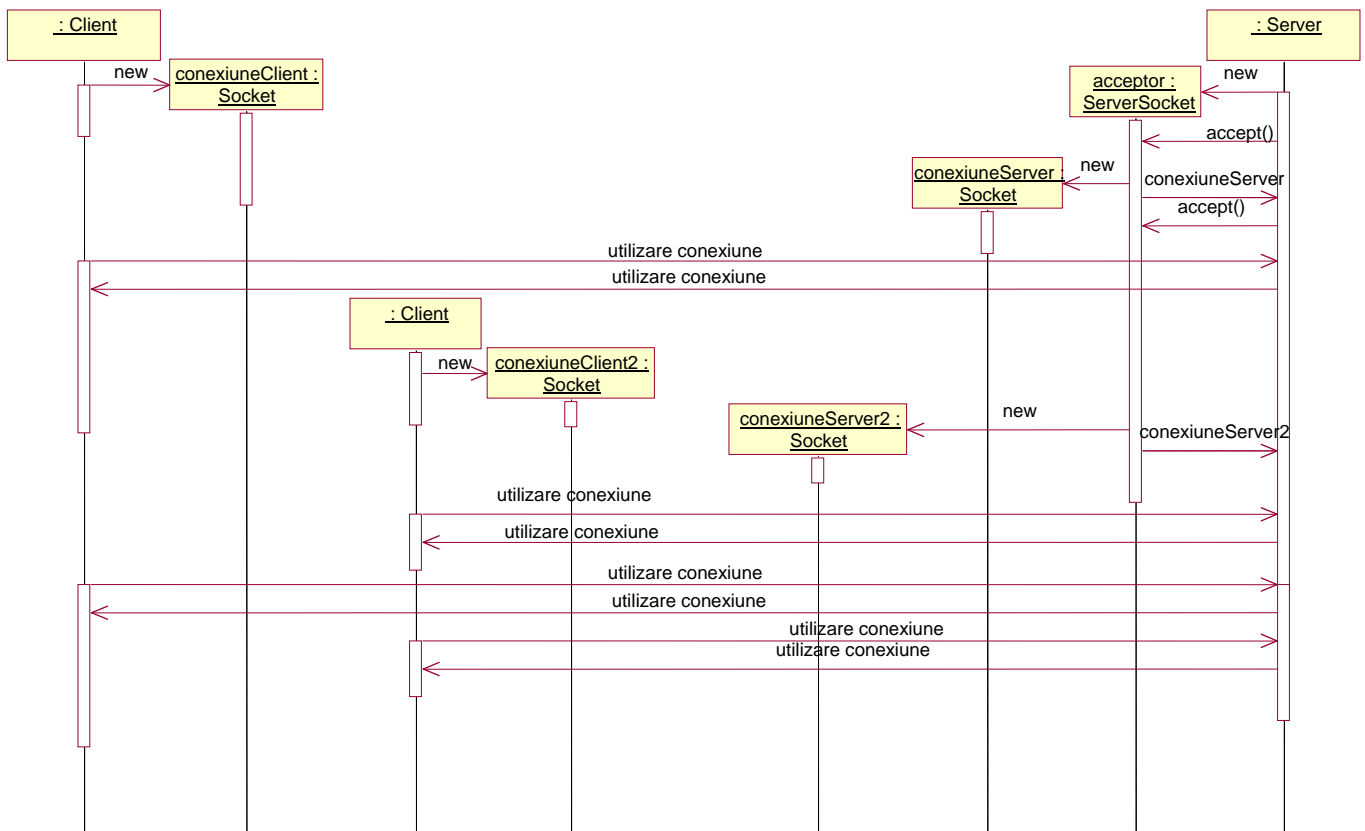 : Client
: Server
new
conexiuneClient :
Socket
new
acceptor :
ServerSocket
accept()
new
conexiuneServer :
Socket
conexiuneServer
accept()
utilizare conexiune
utilizare conexiune
: Client
new
conexiuneClient2 :
Socket
new
conexiuneServer2 :
Socket
conexiuneServer2
utilizare conexiune
utilizare conexiune
utilizare conexiune
utilizare conexiune
utilizare conexiune
utilizare conexiune